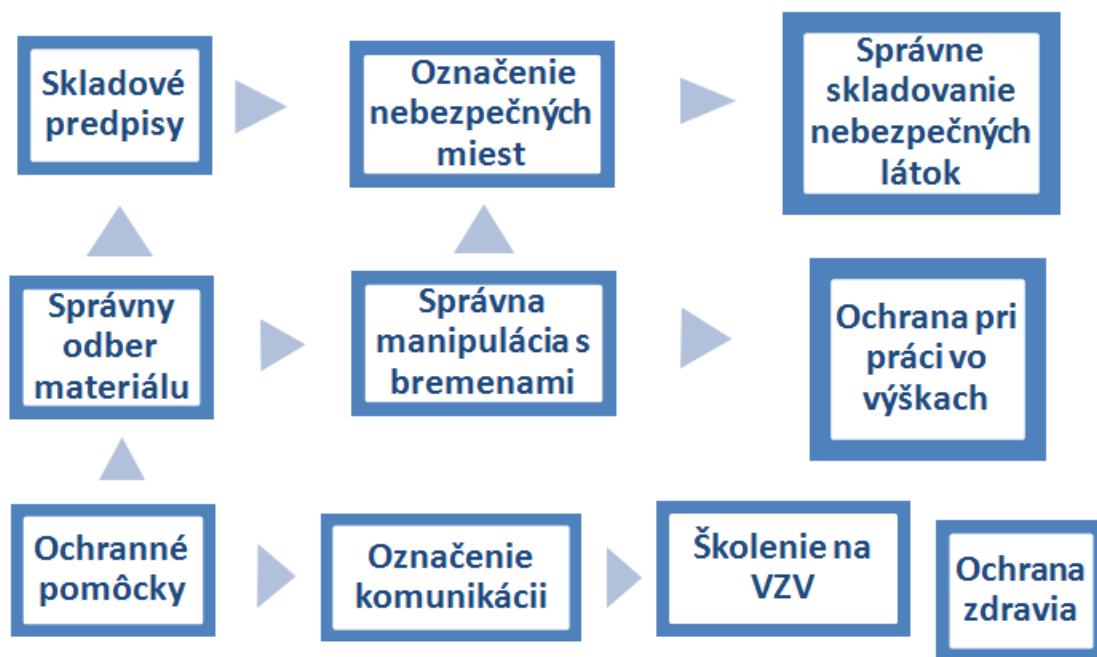 Skladové
predpisy
Označenie
nebezpečných
miest
Správne
skladovanie
nebezpečných
látok
Správny
odber
materiálu
Správna
manipulácia s
bremenami
Ochrana pri
práci vo
výškach
Ochranné
pomôcky
Označenie
komunikácii
Školenie na
VZV
Ochrana
zdravia